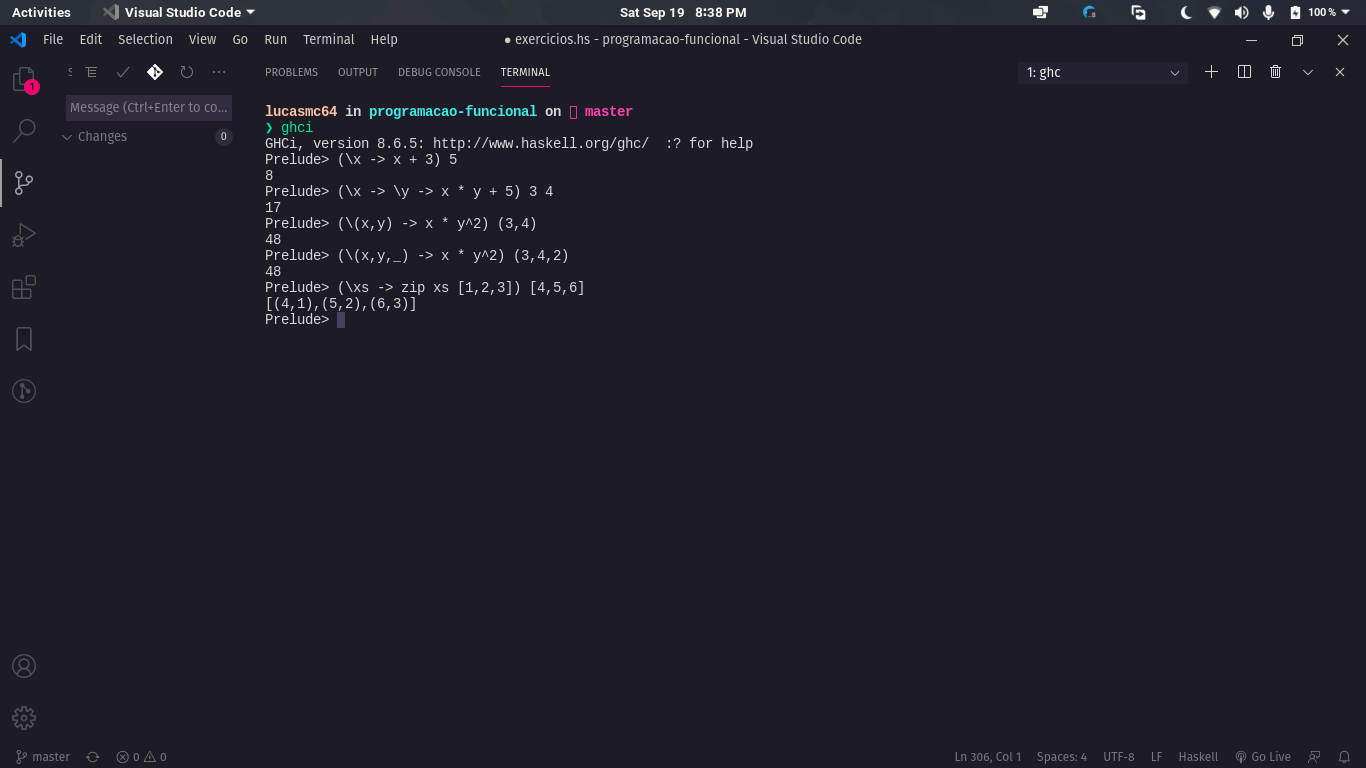 Activities Visual Studio Code Sat Sep 19 8:38 PM 100 %
File Edit Selection View Go Run Terminal Help ● exercicios.hs - programacao-funcional - Visual Studio Code
S ··· PROBLEMS OUTPUT DEBUG CONSOLE TERMINAL 1: ghc
1
Message (Ctrl+Enter to co...
Changes 0
lucasmc64 in programacao-funcional on master
❯ ghci
GHCi, version 8.6.5: http://www.haskell.org/ghc/  :? for help
Prelude> (\x -> x + 3) 5
8
Prelude> (\x -> \y -> x * y + 5) 3 4
17
Prelude> (\(x,y) -> x * y^2) (3,4)
48
Prelude> (\(x,y,_) -> x * y^2) (3,4,2)
48
Prelude> (\xs -> zip xs [1,2,3]) [4,5,6]
[(4,1),(5,2),(6,3)]
Prelude>
master 0 0 Ln 306, Col 1 Spaces: 4 UTF-8 LF Haskell Go Live